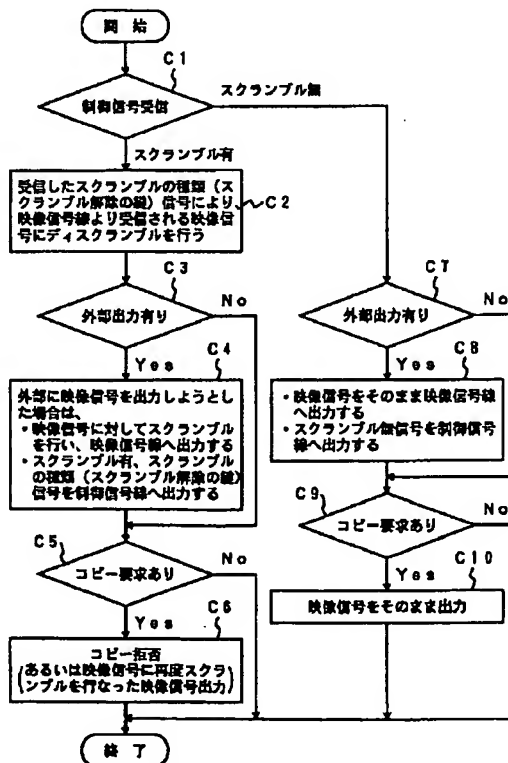 開始
C1
制御信号受信
スクランブル無
スクランブル有
受信したスクランブルの種類(ス
クランブル解除の鍵)信号により
映像信号線より受信される映像信
号にディスクランブルを行う
C2
C3
外部出力有り
No
Yes
C4
外部に映像信号を出力しようとし
た場合は、
・映像信号に対してスクランブル
を行い、映像信号線へ出力する
・スクランブル有、スクランブル
の種類(スクランブル解除の鍵)
信号を制御信号線へ出力する
C5
コピー要求あり
No
Yes
C6
コピー拒否
(あるいは映像信号に再度スクラ
ンブルを行なった映像信号出力)
終了
C7
外部出力有り
No
Yes
C8
・映像信号をそのまま映像信号線
へ出力する
・スクランブル無信号を制御信号
線へ出力する
C9
コピー要求あり
No
Yes
C10
映像信号をそのまま出力